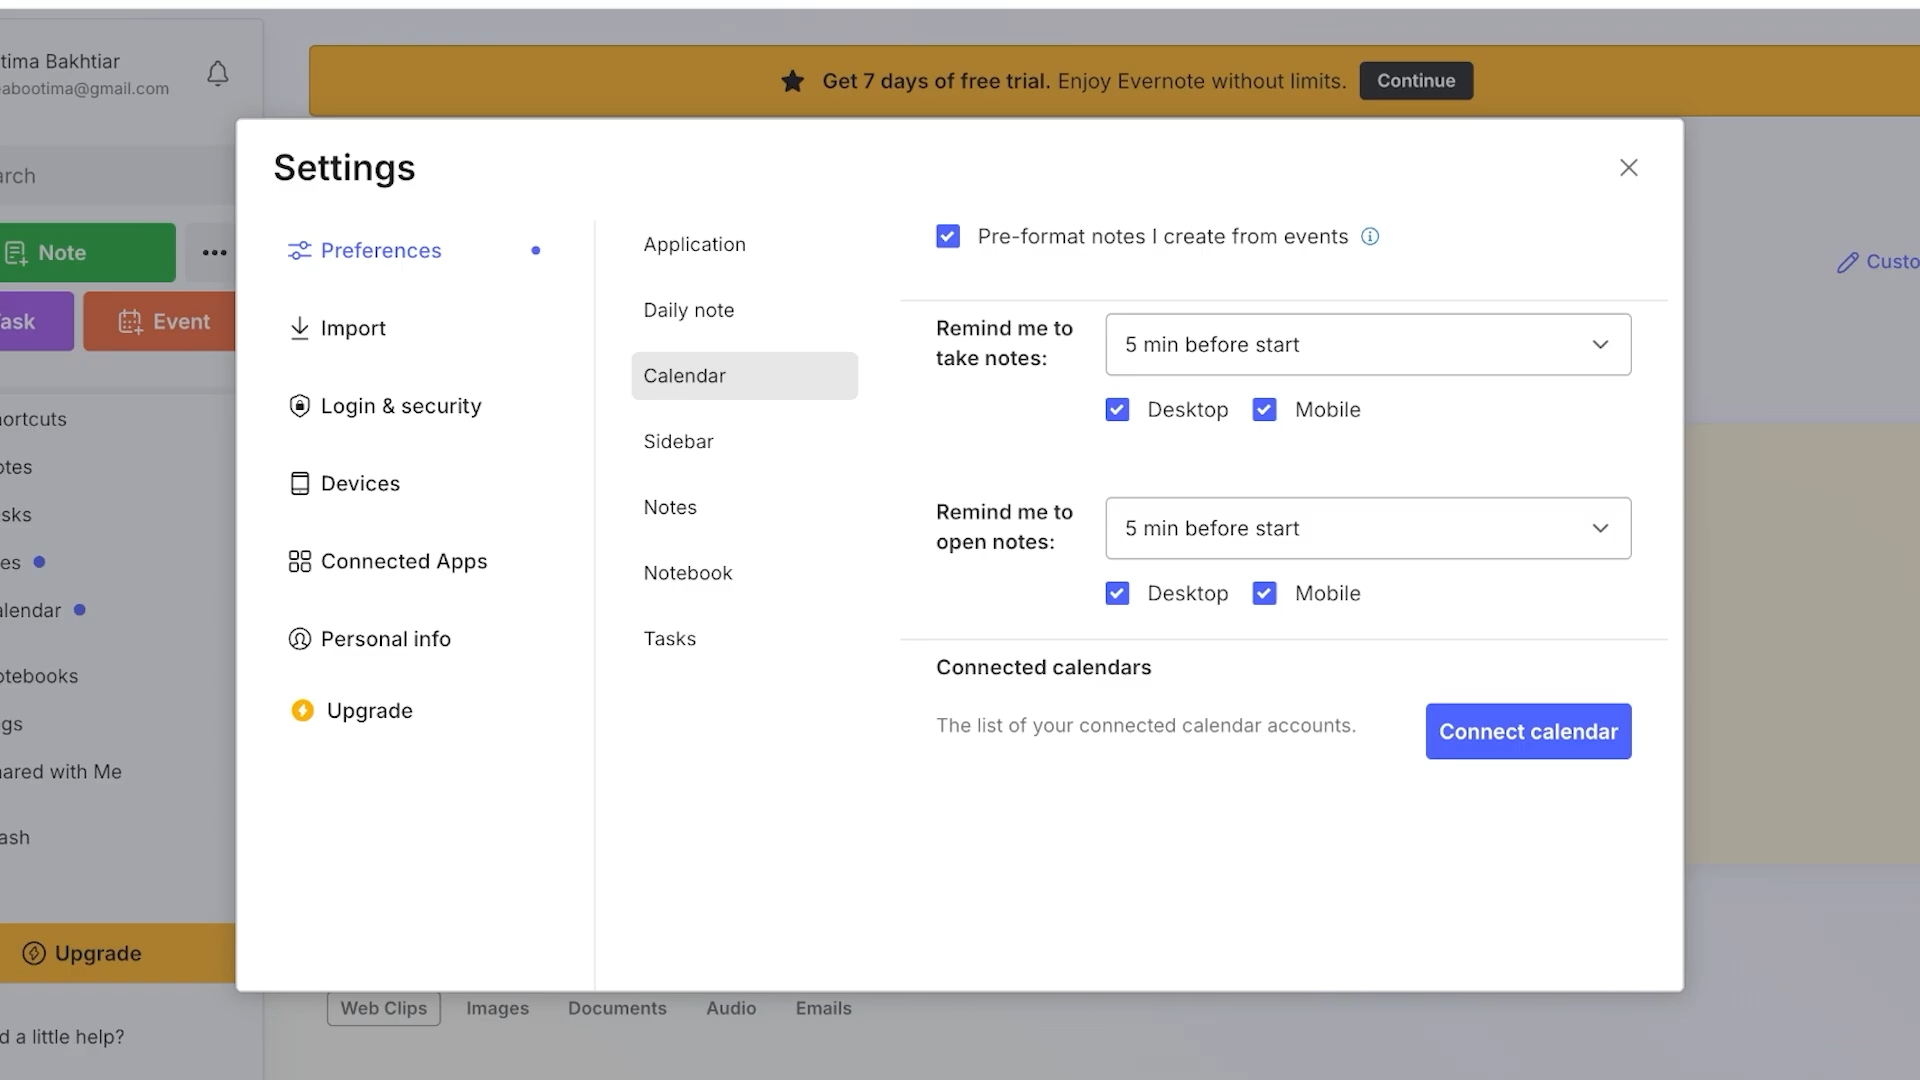 tima Bakhtiar
abootima@gmail.com
Get 7 days of free trial. Enjoy Evernote without limits.
Continue
arch
Note
ask
Event
ortcuts
otes
sks
es
alendar
otebooks
gs
ared with Me
ash
Upgrade
d a little help?
Custo
Settings
Preferences
Import
Login & security
Devices
Connected Apps
Personal info
Upgrade
Application
Daily note
Calendar
Sidebar
Notes
Notebook
Tasks
Pre-format notes I create from events
Remind me to
take notes:
5 min before start
Desktop
Mobile
Remind me to
open notes:
5 min before start
Desktop
Mobile
Connected calendars
The list of your connected calendar accounts.
Connect calendar
Web Clips
Images
Documents
Audio
Emails